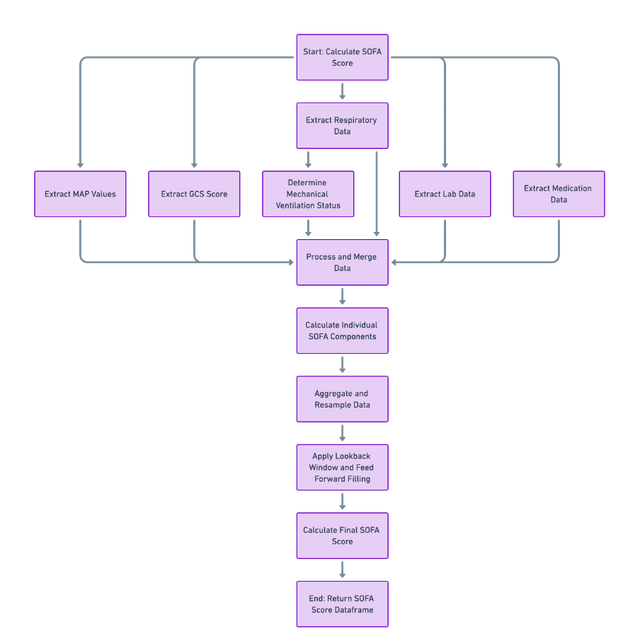 Start: Calculate SOFA
Score
Extract Respiratory
Data
Extract MAP Values
Extract GCS Score
Determine
Mechanical
Ventilation Status
Extract Lab Data
Extract Medication
Data
Process and Merge
Data
Calculate Individual
SOFA Components
Aggregate and
Resample Data
Apply Lookback
Window and Feed
Forward Filling
Calculate Final SOFA
Score
End: Return SOFA
Score Dataframe